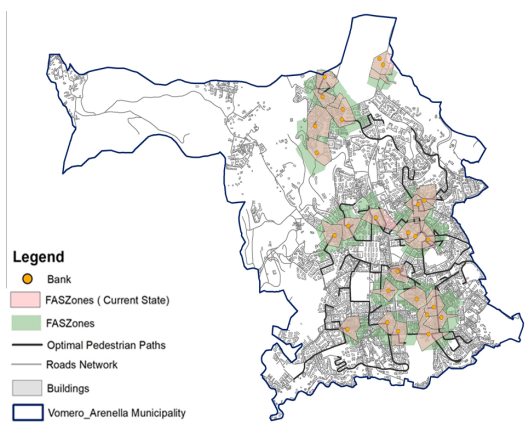 Legend
Bank
FASZones ( Current State)
FASZones
Optimal Pedestrian Paths
Roads Network
Buildings
Vomero_Arenella Municipality